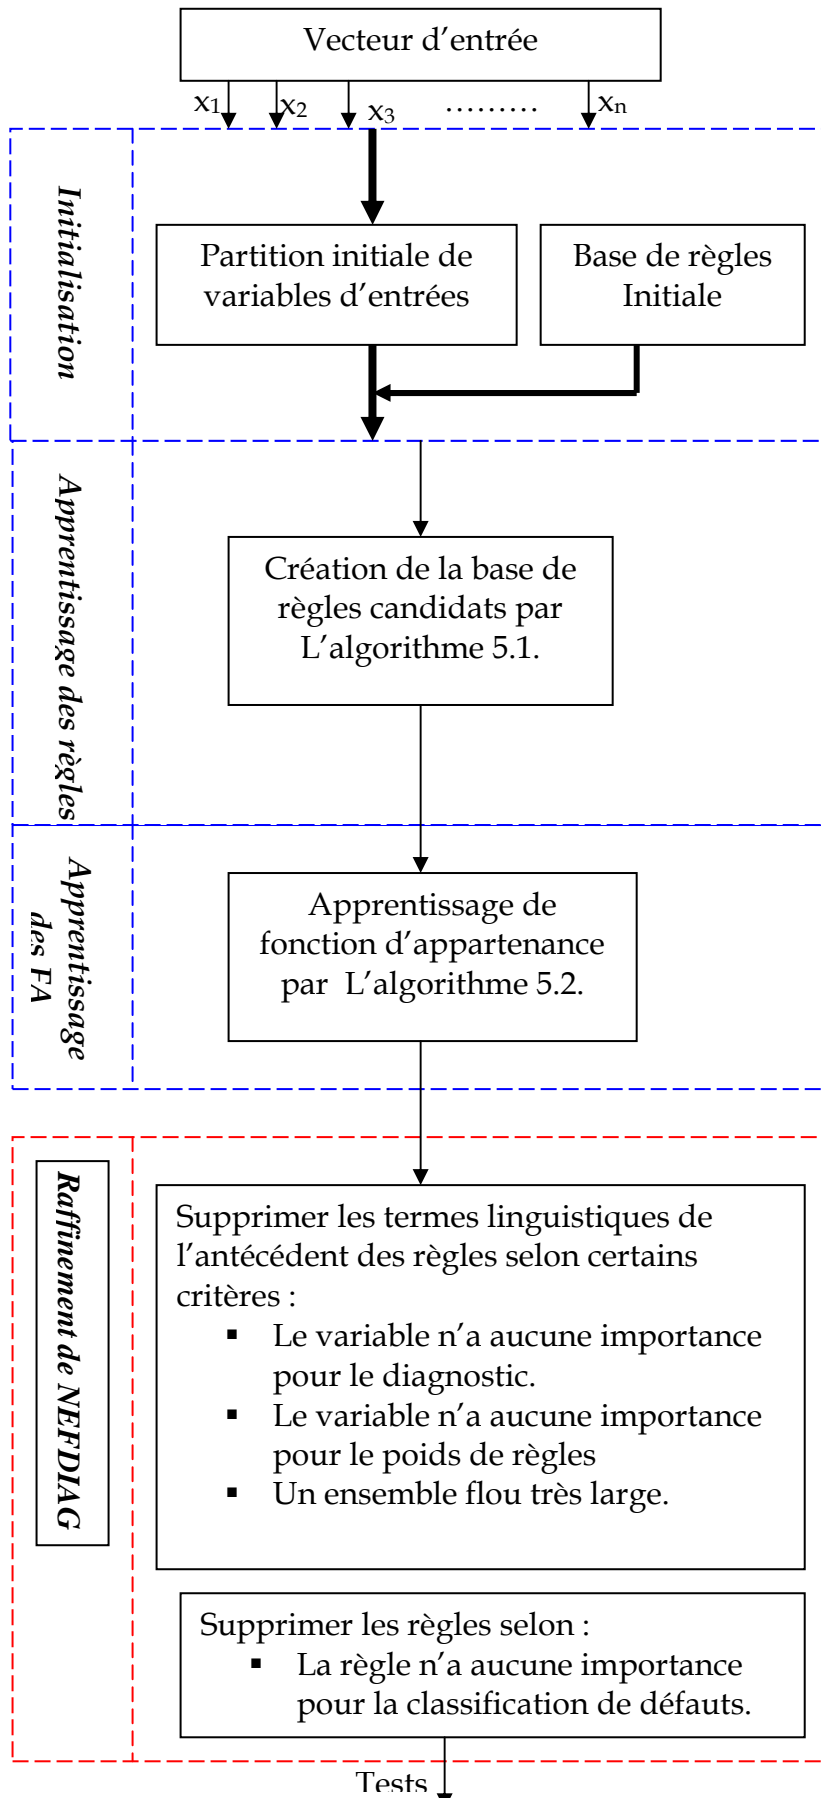 Vecteur d’entrée
x1 x2 x3 ……… xn
Initialisation
Partition initiale de
variables d’entrées
Base de règles
Initiale
Apprentissage des règles
Création de la base de
règles candidats par
L’algorithme 5.1.
Apprentissage
des FA
Apprentissage de
fonction d’appartenance
par L’algorithme 5.2.
Raffinement de NEFDIAG
Supprimer les termes linguistiques de
l’antécédent des règles selon certains
critères :
▪ Le variable n’a aucune importance
pour le diagnostic.
▪ Le variable n’a aucune importance
pour le poids de règles
▪ Un ensemble flou très large.
Supprimer les règles selon :
▪ La règle n’a aucune importance
pour la classification de défauts.
Tests